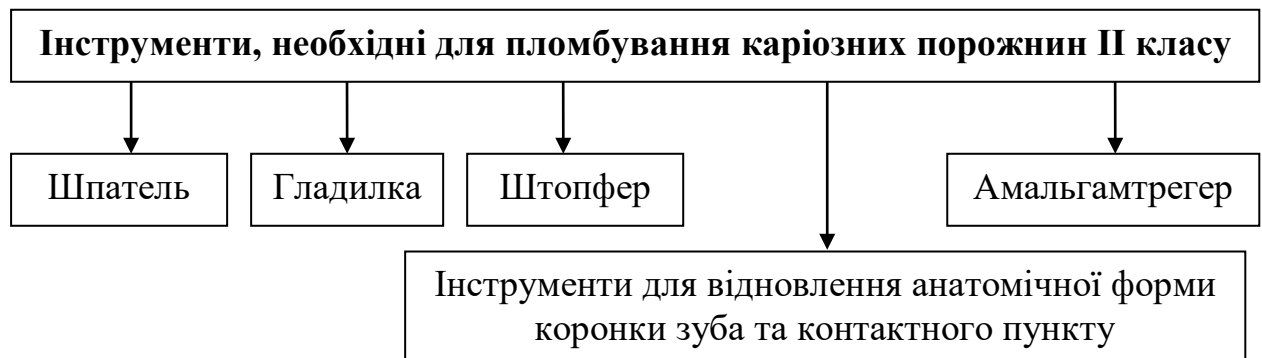 Інструменти, необхідні для пломбування каріозних порожнин ІІ класу
Шпатель
Гладилка
Штопфер
Амальгамтрегер
Інструменти для відновлення анатомічної форми
коронки зуба та контактного пункту